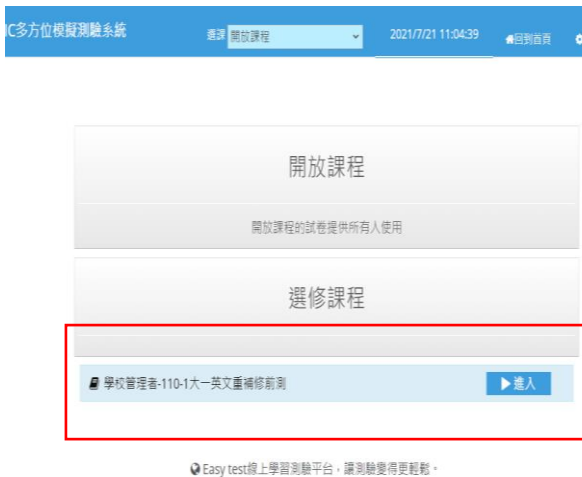 IC多方位模擬測驗系統 選課 開放課程 2021/7/21 11:04:39 回到首頁
開放課程
開放課程的試卷提供所有人使用
選修課程
學校管理者-110-1大一英文重補修前測 進入
Easy test線上學習測驗平台，讓測驗變得更輕鬆。